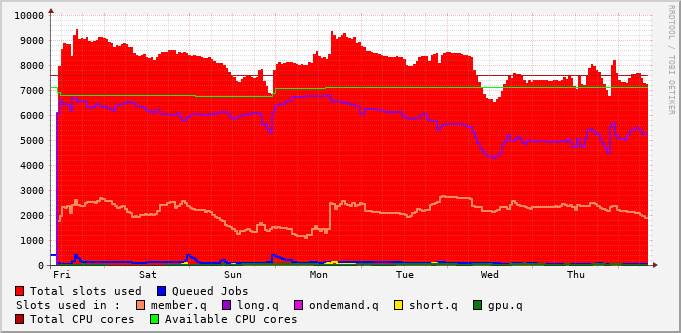 10000
9000
8000
7000
6000
5000
4000
3000
2000
1000
0
Fri Sat Sun Mon Tue Wed Thu
RRDTOOL / TOBI OETIKER
Total slots used Queued Jobs
Slots used in : member.q long.q ondemand.q short.q gpu.q
Total CPU cores Available CPU cores